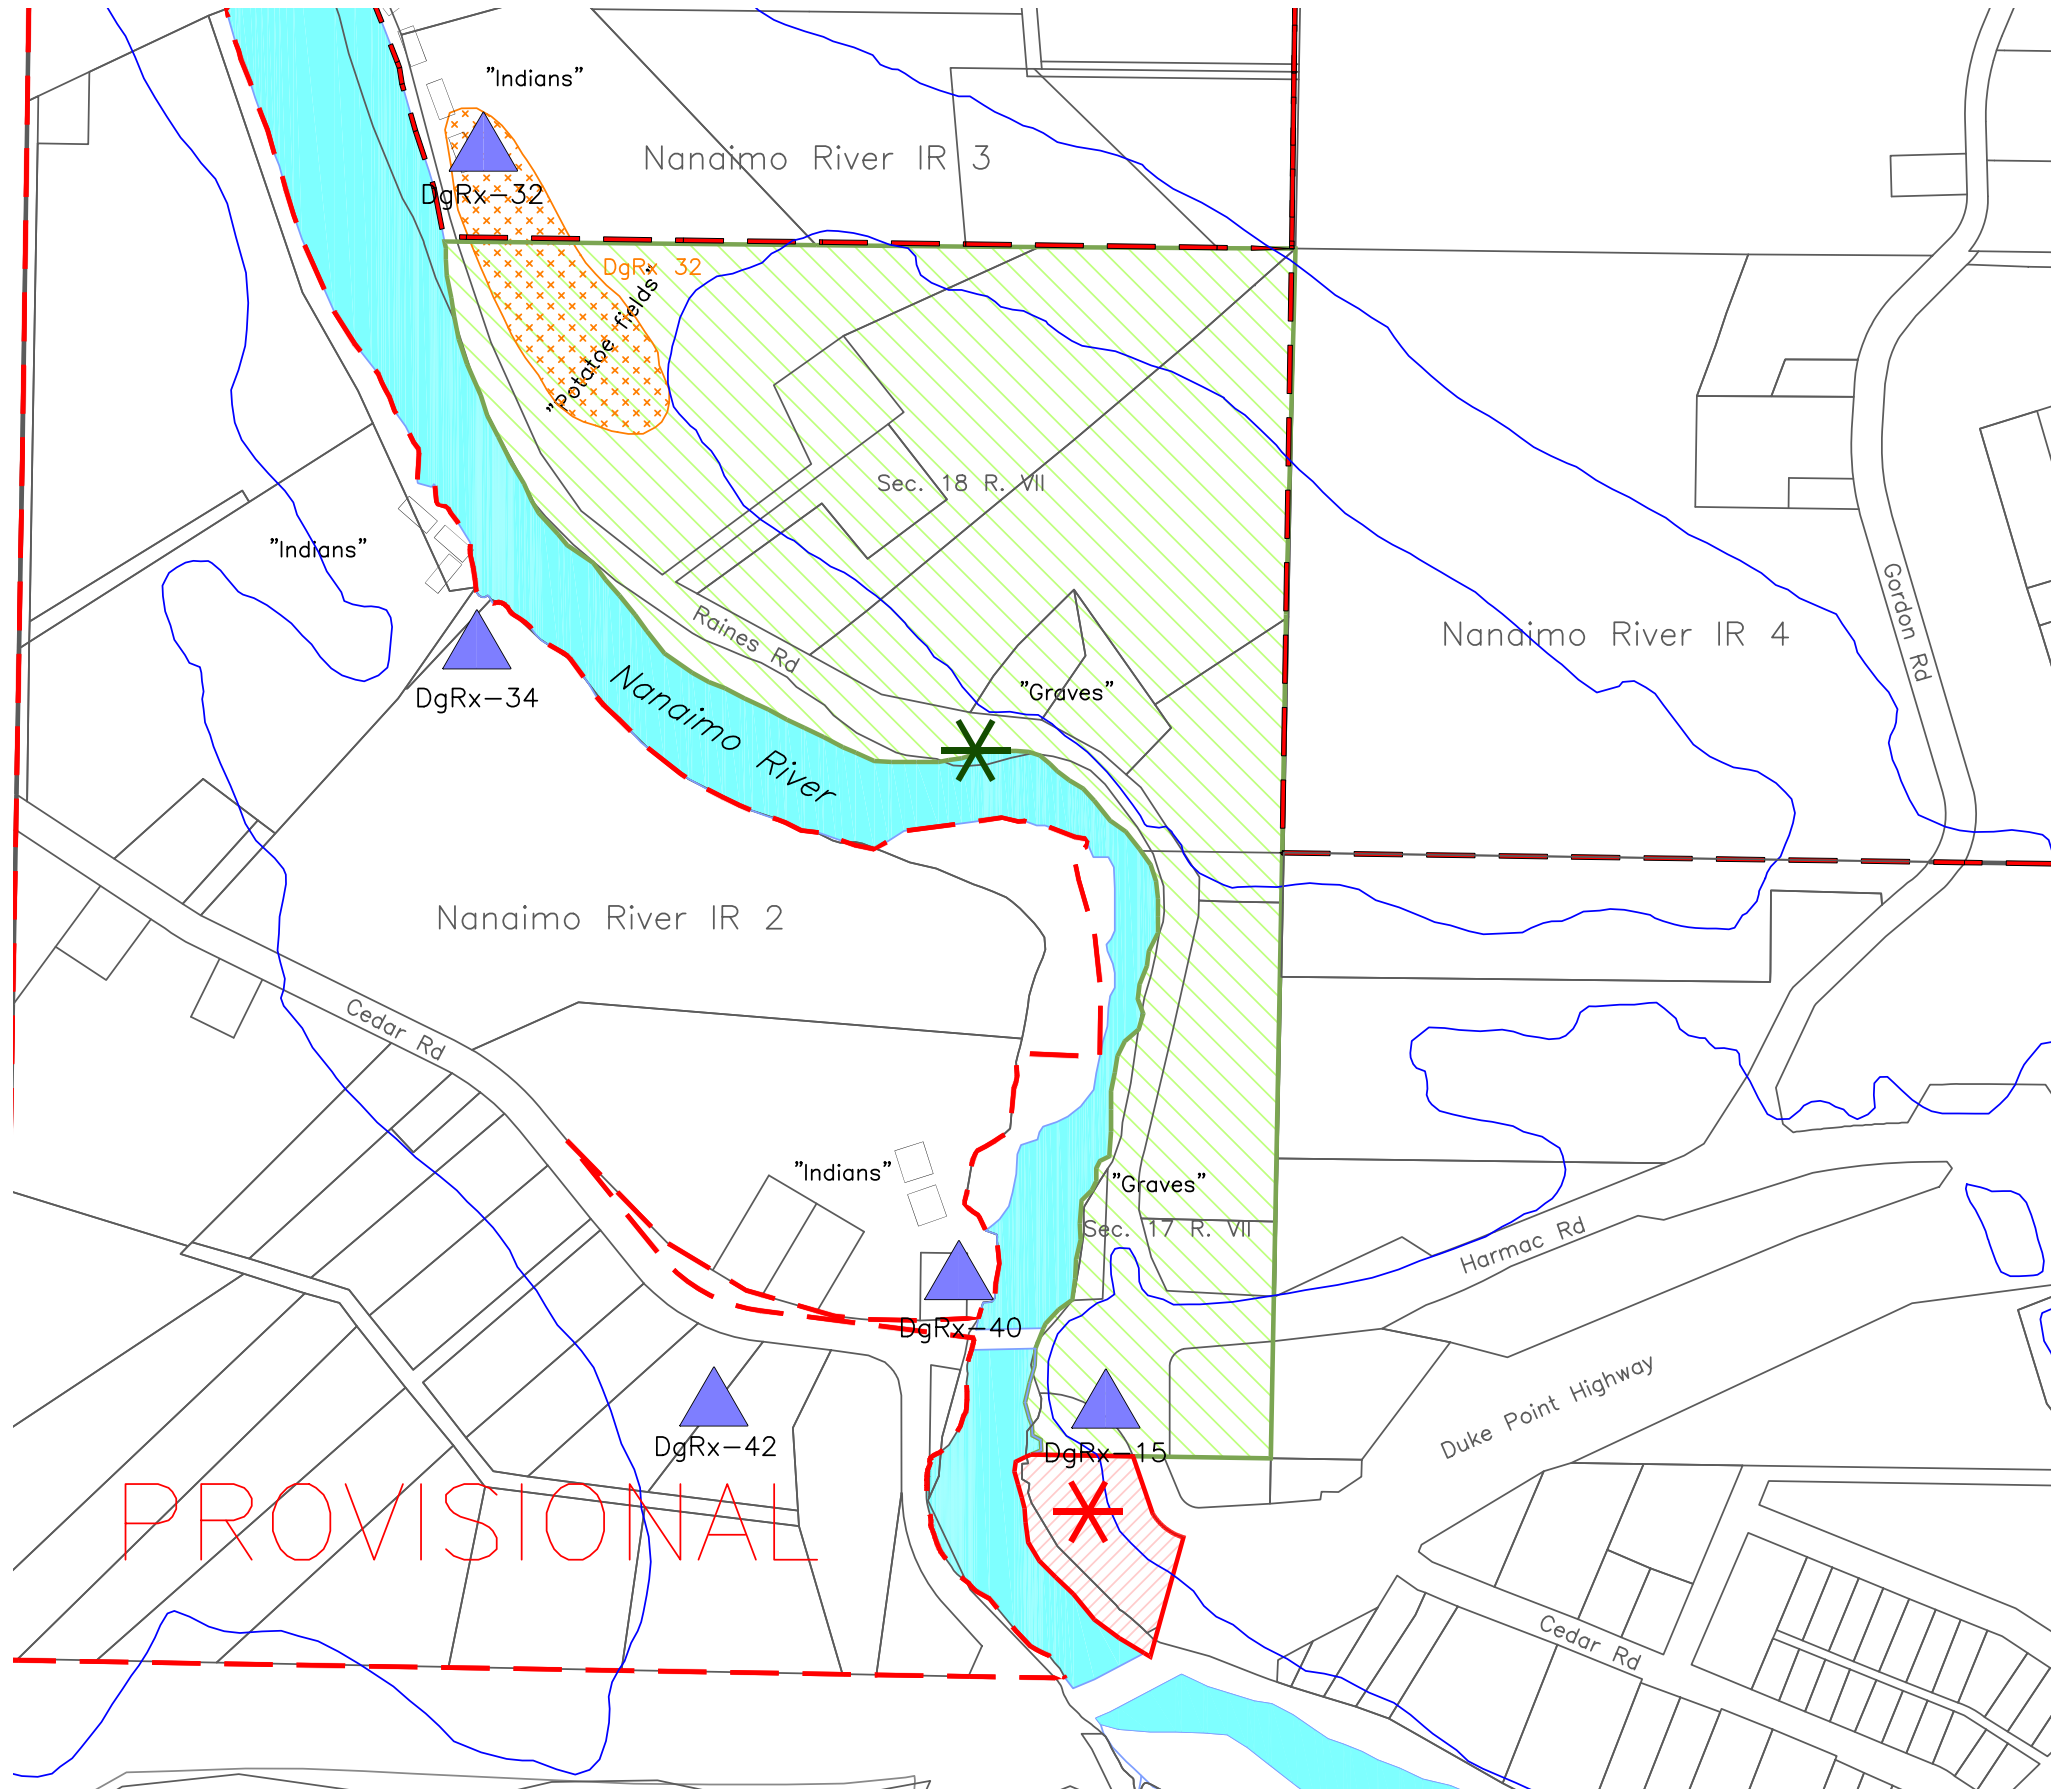 "Indians"
Nanaimo River IR 3
DgRx-32
DgRx 32
"Potatoe fields"
Sec. 18 R. VII
"Indians"
Nanaimo River IR 4
Gordon Rd
Raines Rd
DgRx-34
"Graves"
Nanaimo River
Nanaimo River IR 2
Cedar Rd
"Indians"
"Graves"
Sec. 17 R. VII
Harmac Rd
DgRx-40
Duke Point Highway
DgRx-42
DgRx-15
PROVISIONAL
Cedar Rd